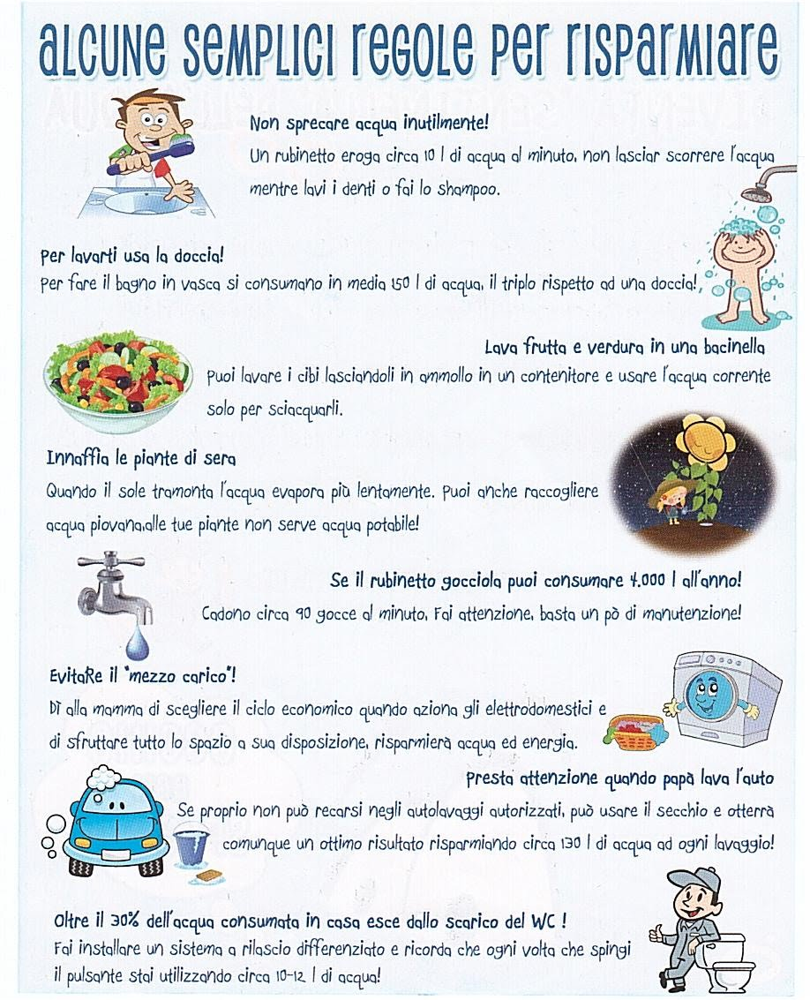 alcune semplici regole per risparmiare
Non sprecare acqua inutilmente!
Un rubinetto eroga circa 10 l di acqua al minuto, non lasciar scorrere l'acqua
mentre lavi i denti o fai lo shampoo.
Per lavarti usa la doccia!
Per fare il bagno in vasca si consumano in media 150 l di acqua, il triplo rispetto ad una doccia!
Lava frutta e verdura in una bacinella
Puoi lavare i cibi lasciandoli in ammollo in un contenitore e usare l'acqua corrente
solo per sciacquarli.
Innaffia le piante di sera
Quando il sole tramonta l'acqua evapora più lentamente. Puoi anche raccogliere
acqua piovana,alle tue piante non serve acqua potabile!
Se il rubinetto gocciola puoi consumare 4.000 l all'anno!
Cadono circa 90 gocce al minuto, Fai attenzione, basta un pò di manutenzione!
EvitaRe il "mezzo carico"!
Dì alla mamma di scegliere il ciclo economico quando aziona gli elettrodomestici e
di sfruttare tutto lo spazio a sua disposizione, risparmierà acqua ed energia.
Presta attenzione quando papà lava l'auto
Se proprio non può recarsi negli autolavaggi autorizzati, può usare il secchio e otterrà
comunque un ottimo risultato risparmiando circa 130 l di acqua ad ogni lavaggio!
Oltre il 30% dell'acqua consumata in casa esce dallo scarico del WC !
Fai installare un sistema a rilascio differenziato e ricorda che ogni volta che spingi
il pulsante stai utilizzando circa 10-12 l di acqua!